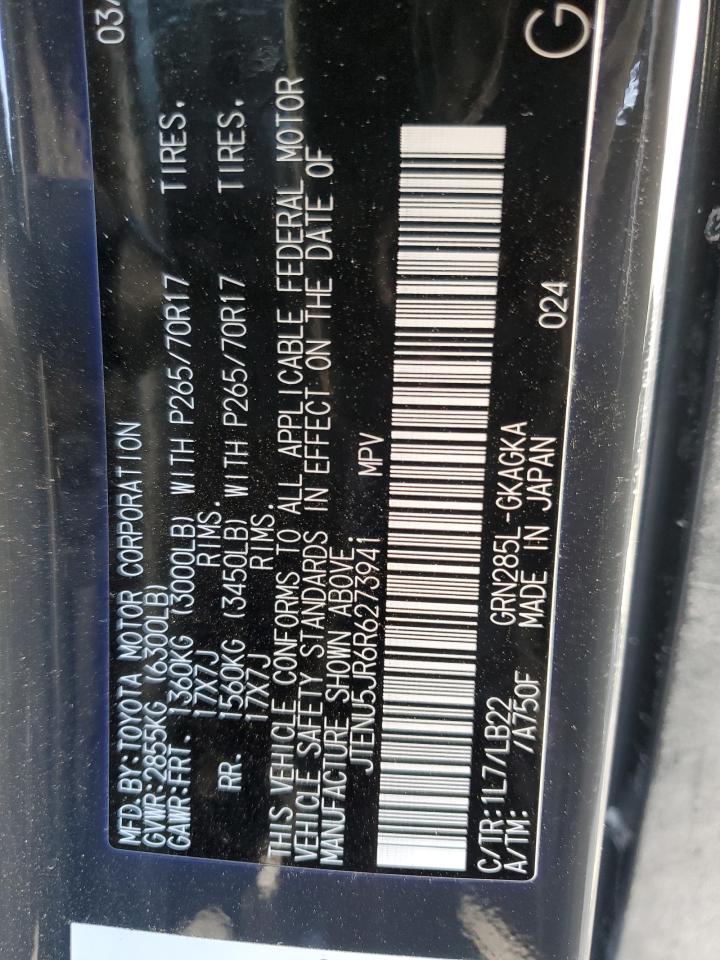 MFD.BY:TOYOTA MOTOR CORPORATION 03/
GVWR:2855KG (6300LB)
GAWR:FRT. 1360KG (3000LB) WITH P265/70R17 TIRES,
17X7J RIMS.
RR. 1560KG (3450LB) WITH P265/70R17 TIRES,
17X7J RIMS.
THIS VEHICLE CONFORMS TO ALL APPLICABLE FEDERAL MOTOR
VEHICLE SAFETY STANDARDS IN EFFECT ON THE DATE OF
MANUFACTURE SHOWN ABOVE.
JTENU5JR6R6273941 MPV
C/TR:1L7/LB22 GRN285L-GKAGKA
A/TM: /A750F MADE IN JAPAN 024
G